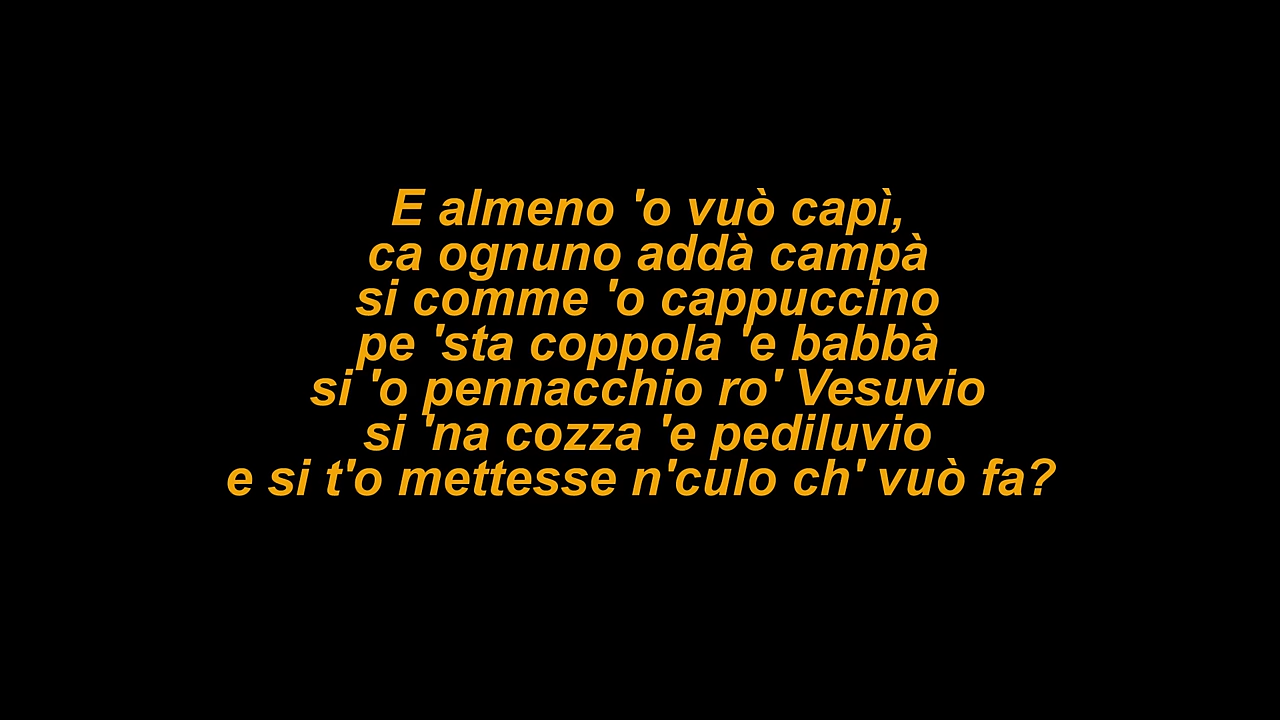 E almeno 'o vuò capì,
ca ognuno addà campà
si comme 'o cappuccino
pe 'sta coppola 'e babbà
si 'o pennacchio ro' Vesuvio
si 'na cozza 'e pediluvio
e si t'o mettesse n'culo ch' vuò fa?